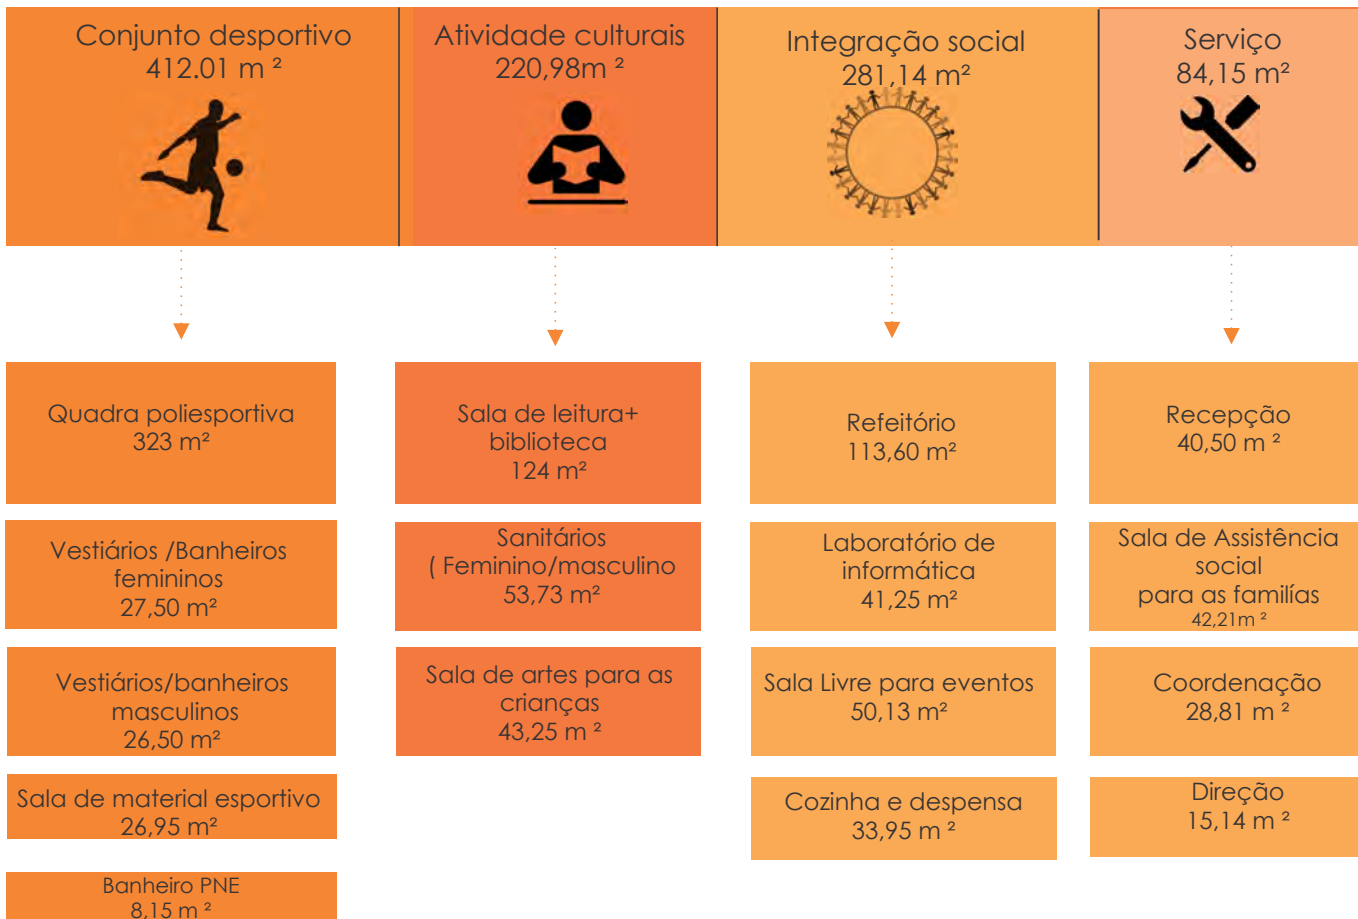 Conjunto desportivo
412.01 m ²
Atividade culturais
220,98m ²
Integração social
281,14 m²
Serviço
84,15 m²
Quadra poliesportiva
323 m²
Vestiários /Banheiros
femininos
27,50 m²
Vestiários/banheiros
masculinos
26,50 m²
Sala de material esportivo
26,95 m²
Banheiro PNE
8,15 m ²
Sala de leitura+
biblioteca
124 m²
Sanitários
( Feminino/masculino
53,73 m²
Sala de artes para as
crianças
43,25 m ²
Refeitório
113,60 m²
Laboratório de
informática
41,25 m²
Sala Livre para eventos
50,13 m²
Cozinha e despensa
33,95 m ²
Recepção
40,50 m ²
Sala de Assistência
social
para as familías
42,21m ²
Coordenação
28,81 m ²
Direção
15,14 m ²